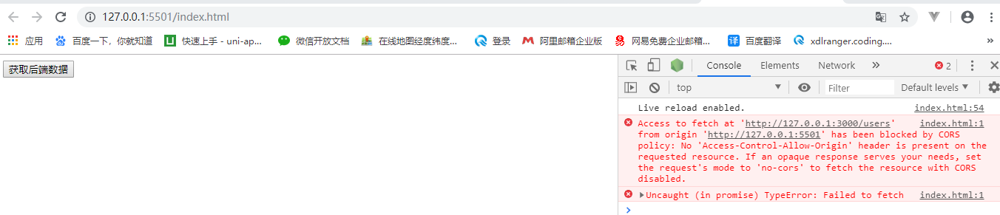 127.0.0.1:5501/index.html
应用 百度一下，你就知道 快速上手 - uni-ap... 微信开放文档 在线地图经度纬度... 登录 阿里邮箱企业版 网易免费企业邮箱... 译 百度翻译 xdlranger.coding.... »
获取后端数据
Console Elements Network » 2
top Filter Default levels
Live reload enabled. index.html:54
Access to fetch at 'http://127.0.0.1:3000/users' index.html:1
from origin 'http://127.0.0.1:5501' has been blocked by CORS
policy: No 'Access-Control-Allow-Origin' header is present on the
requested resource. If an opaque response serves your needs, set
the request's mode to 'no-cors' to fetch the resource with CORS
disabled.
Uncaught (in promise) TypeError: Failed to fetch index.html:1